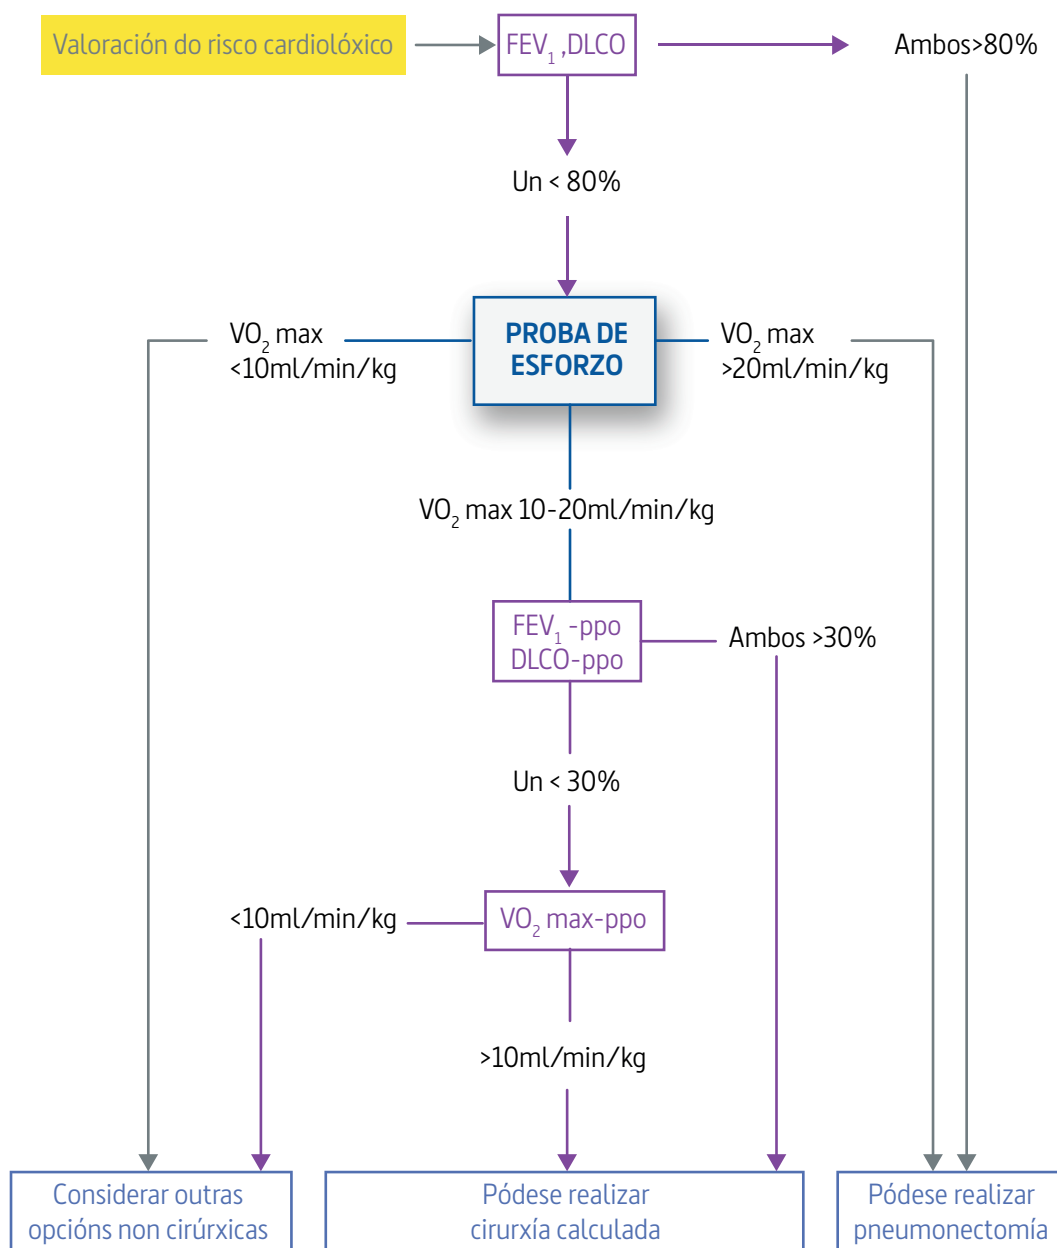 Valoración do risco cardiolóxico
FEV₁ ,DLCO
Ambos>80%
Un < 80%
VO₂ max
<10ml/min/kg
PROBA DE
ESFORZO
VO₂ max
>20ml/min/kg
VO₂ max 10-20ml/min/kg
FEV₁ -ppo
DLCO-ppo
Ambos >30%
Un < 30%
<10ml/min/kg
VO₂ max-ppo
>10ml/min/kg
Considerar outras
opcións non cirúrxicas
Pódese realizar
cirurxía calculada
Pódese realizar
pneumonectomía